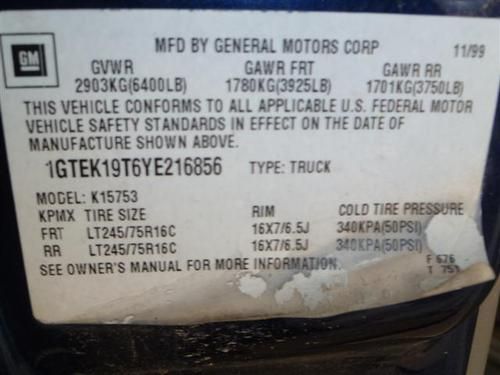 GM
MFD BY GENERAL MOTORS CORP 11/99
GVWR GAWR FRT GAWR RR
2903KG(6400LB) 1780KG(3925LB) 1701KG(3750LB)
THIS VEHICLE CONFORMS TO ALL APPLICABLE U.S. FEDERAL MOTOR
VEHICLE SAFETY STANDARDS IN EFFECT ON THE DATE OF
MANUFACTURE SHOWN ABOVE.
1GTEK19T6YE216856 TYPE: TRUCK
MODEL: K15753
KPMX TIRE SIZE RIM COLD TIRE PRESSURE
FRT LT245/75R16C 16X7/6.5J 340KPA(50PSI)
RR LT245/75R16C 16X7/6.5J 340KPA(50PSI)
SEE OWNER'S MANUAL FOR MORE INFORMATION. F 676
T 751